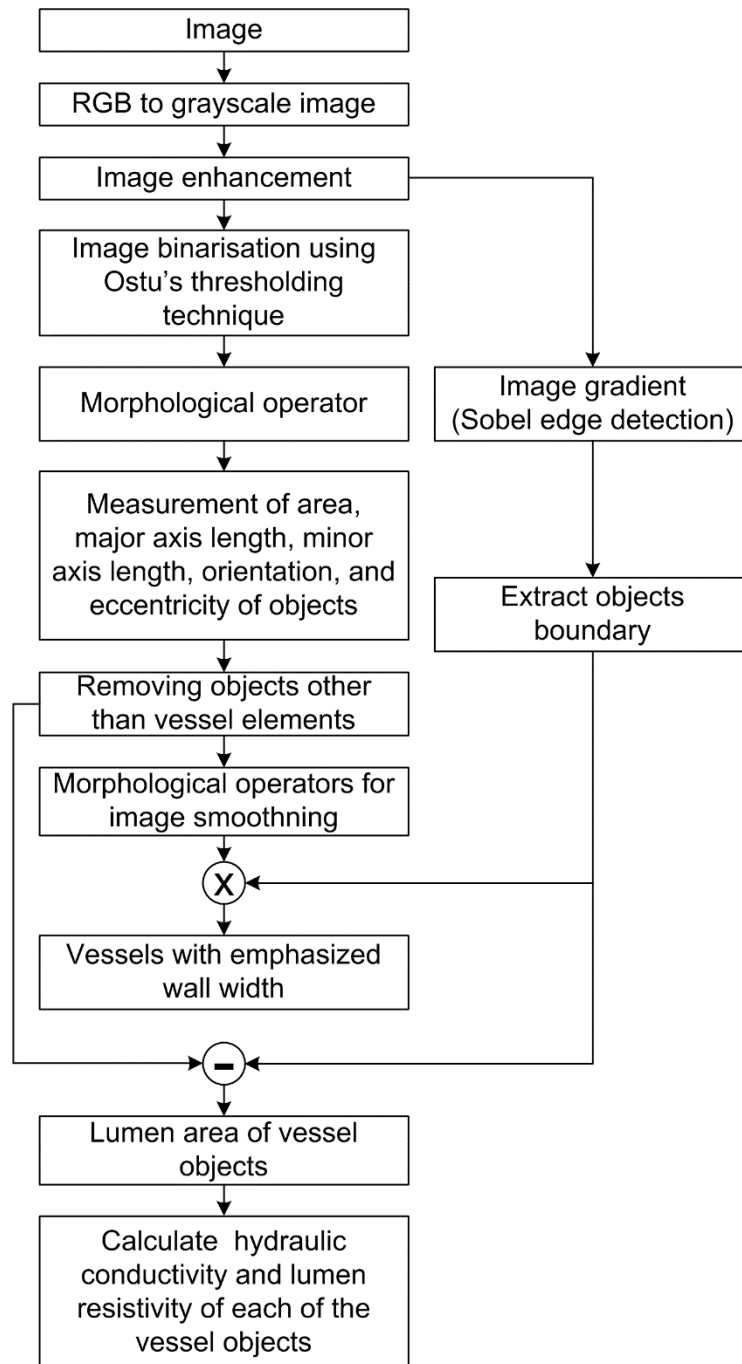 Image
RGB to grayscale image
Image enhancement
Image binarisation using
Ostu’s thresholding
technique
Morphological operator
Image gradient
(Sobel edge detection)
Measurement of area,
major axis length, minor
axis length, orientation, and
eccentricity of objects
Extract objects
boundary
Removing objects other
than vessel elements
Morphological operators for
image smoothning
X
Vessels with emphasized
wall width
-
Lumen area of vessel
objects
Calculate hydraulic
conductivity and lumen
resistivity of each of the
vessel objects